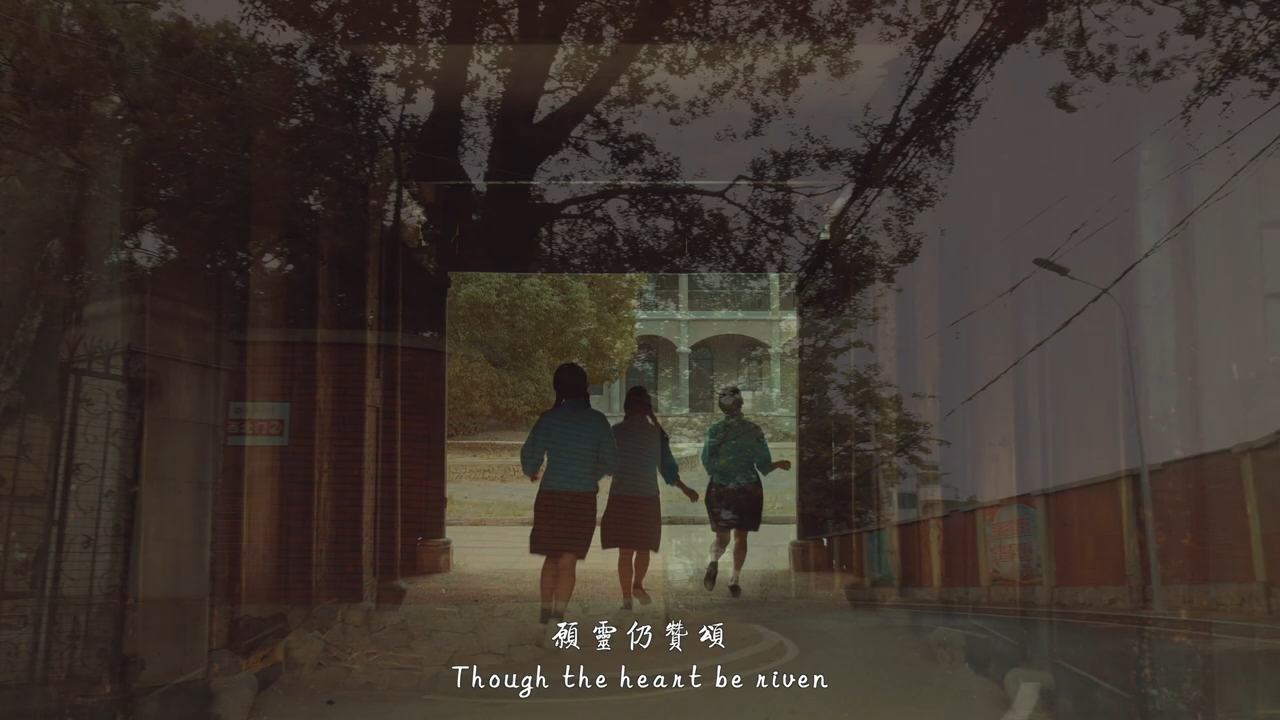 願靈仍贊頌
Though the heart be riven